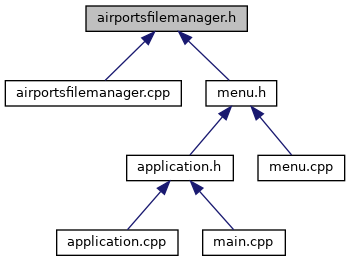 airportsfilemanager.h
airportsfilemanager.cpp
menu.h
application.h
menu.cpp
application.cpp
main.cpp